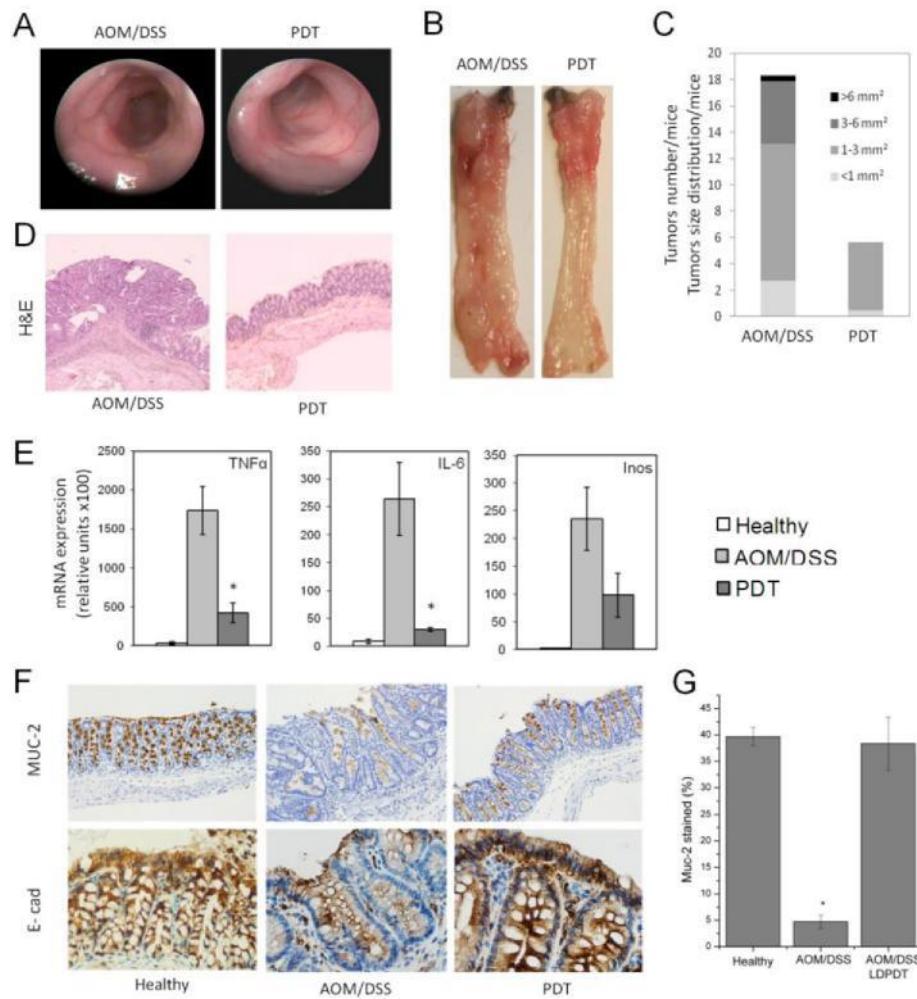 A
AOM/DSS PDT
B
AOM/DSS PDT
C
Tumors number/mice
Tumors size distribution/mice
20
18
16
14
12
10
8
6
4
2
0
>6 mm²
3-6 mm²
1-3 mm²
<1 mm²
AOM/DSS PDT
D
H&E
AOM/DSS PDT
E
mRNA expression
(relative units x100)
2500
2000
1500
1000
500
0
TNFα
*
350
300
250
200
150
100
50
0
IL-6
*
350
300
250
200
150
100
50
0
Inos
Healthy
AOM/DSS
PDT
F
MUC-2
E- cad
Healthy AOM/DSS PDT
G
Muc-2 stained (%)
45
40
35
30
25
20
15
10
5
0
*
Healthy AOM/DSS AOM/DSS
LDPDT